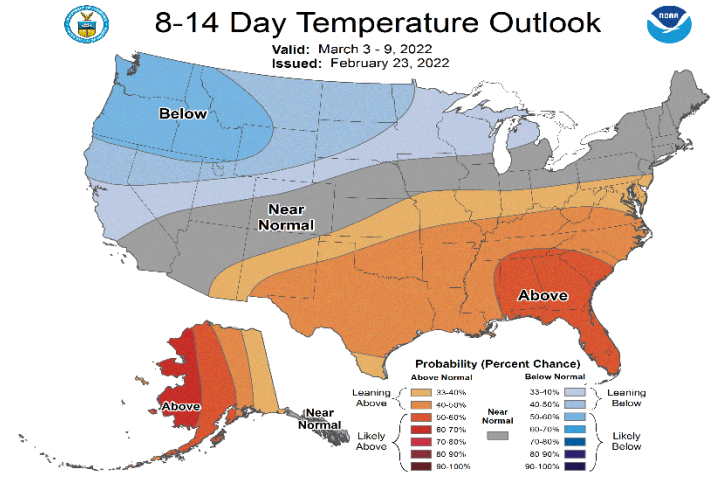 8-14 Day Temperature Outlook
NOAA
Valid: March 3 - 9, 2022
Issued: February 23, 2022
Below
Near
Normal
Above
Above
Near
Normal
Probability (Percent Chance)
Above Normal
Below Normal
Leaning
Above
33-40%
40-50%
Likely
Above
50-60%
60-70%
70-80%
80-90%
90-100%
Near
Normal
33-40%
40-50%
Leaning
Below
50-60%
60-70%
70-80%
80-90%
90-100%
Likely
Below